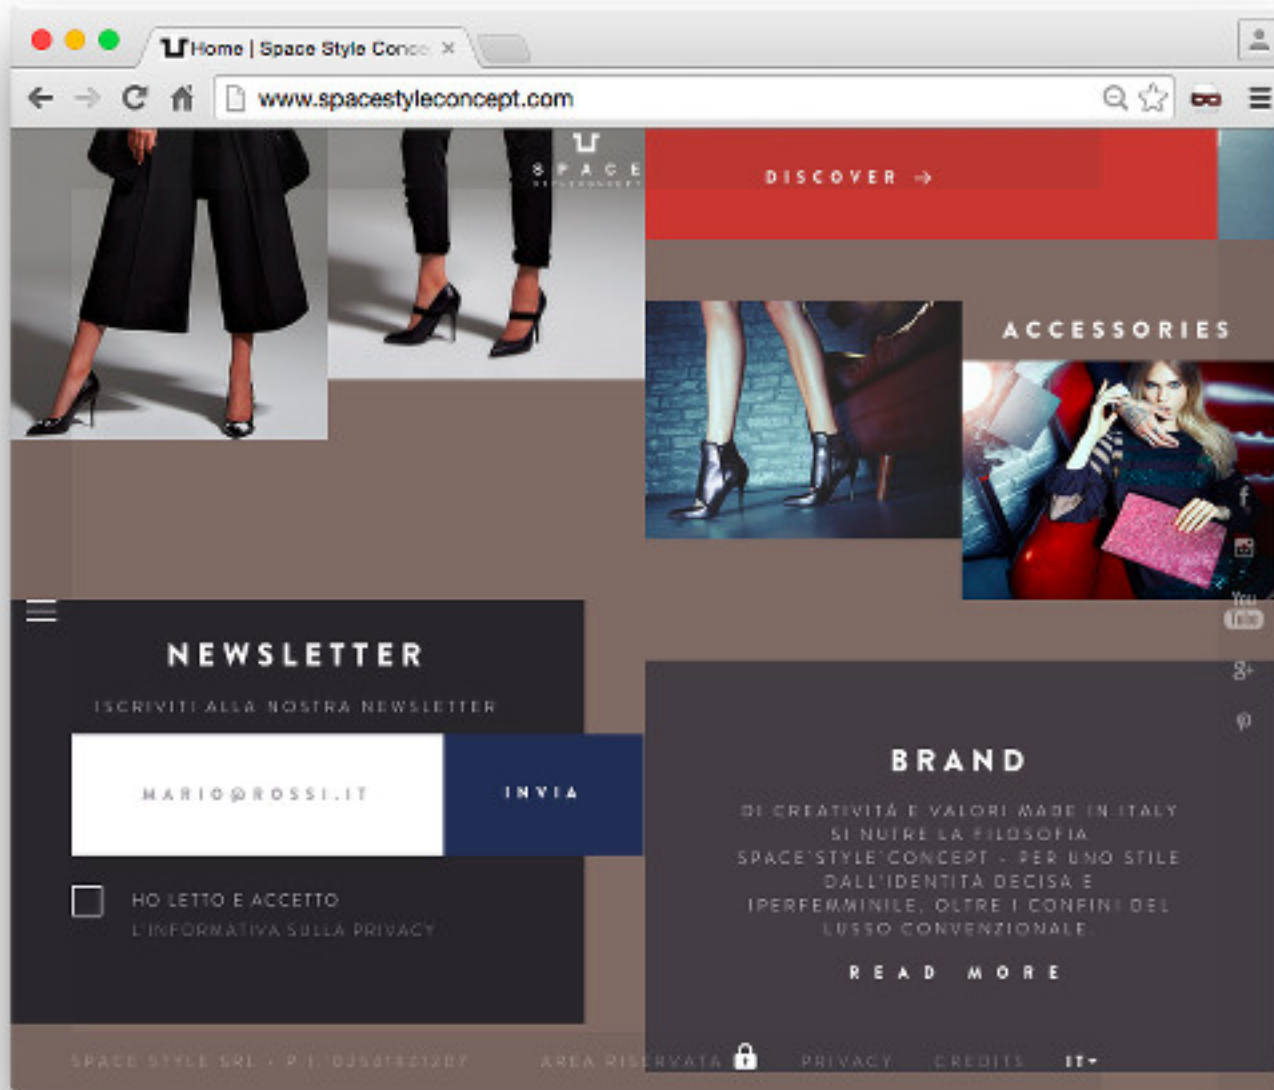 Home | Space Style Conce
www.spacestyleconcept.com
SPACE
STYLECONCEPT
DISCOVER →
ACCESSORIES
You
Tube
g+
NEWSLETTER
ISCRIVITI ALLA NOSTRA NEWSLETTER
MARIO@ROSSI.IT
INVIA
HO LETTO E ACCETTO
L'INFORMATIVA SULLA PRIVACY
BRAND
DI CREATIVITÀ E VALORI MADE IN ITALY
SI NUTRE LA FILOSOFIA
SPACE'STYLE'CONCEPT - PER UNO STILE
DALL'IDENTITÀ DECISA E
IPERFEMMINILE, OLTRE I CONFINI DEL
LUSSO CONVENZIONALE.
READ MORE
SPACE STYLE SRL - P.I.
AREA RISERVATA
PRIVACY
CREDITS
IT